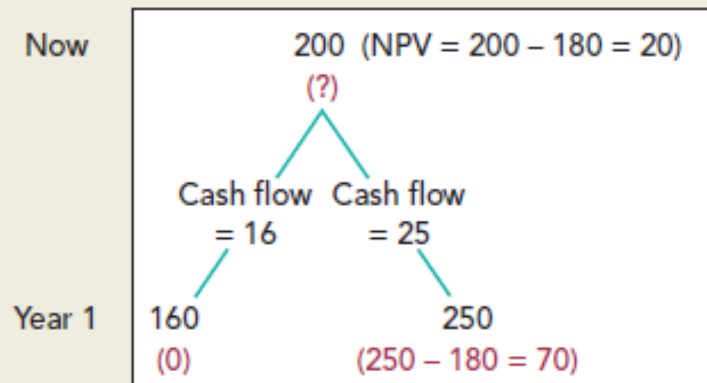 Now 200 (NPV = 200 – 180 = 20)
(?)
Cash flow Cash flow
= 16 = 25
Year 1 160 250
(0) (250 – 180 = 70)